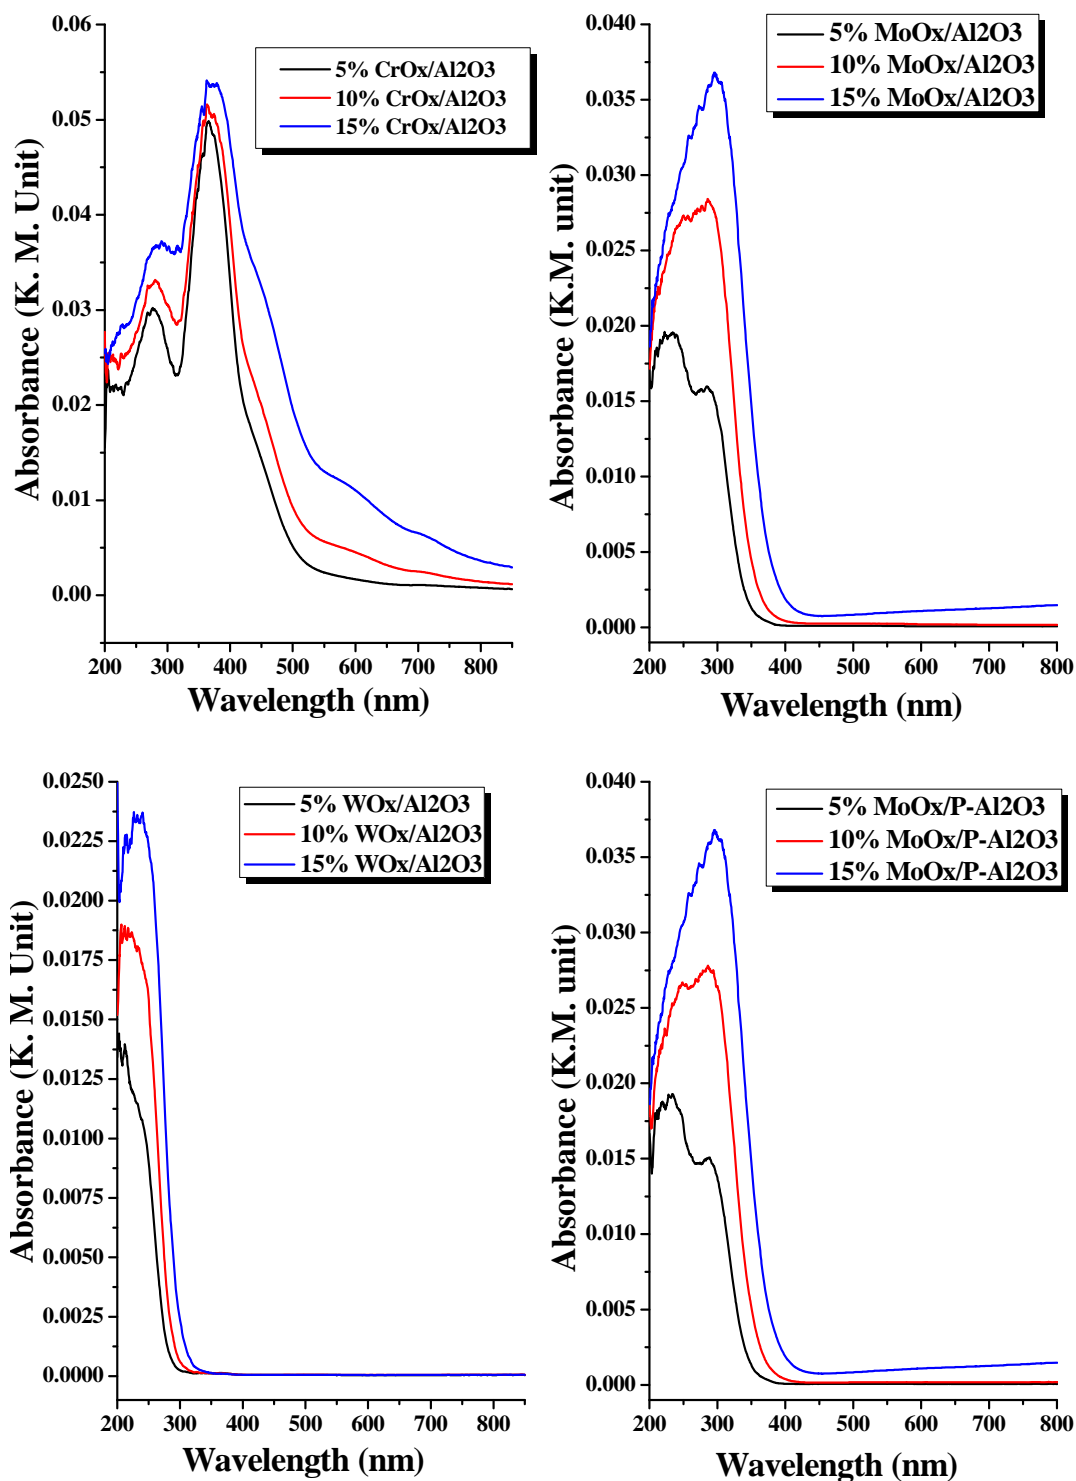 0.06
0.05
0.04
0.03
0.02
0.01
0.00
Absorbance (K. M. Unit)
5% CrOx/Al2O3
10% CrOx/Al2O3
15% CrOx/Al2O3
200 300 400 500 600 700 800
Wavelength (nm)
0.040
0.035
0.030
0.025
0.020
0.015
0.010
0.005
0.000
Absorbance (K.M. unit)
5% MoOx/Al2O3
10% MoOx/Al2O3
15% MoOx/Al2O3
200 300 400 500 600 700 800
Wavelength (nm)
0.0250
0.0225
0.0200
0.0175
0.0150
0.0125
0.0100
0.0075
0.0050
0.0025
0.0000
Absorbance (K. M. Unit)
5% WOx/Al2O3
10% WOx/Al2O3
15% WOx/Al2O3
200 300 400 500 600 700 800
Wavelength (nm)
0.040
0.035
0.030
0.025
0.020
0.015
0.010
0.005
0.000
Absorbance (K.M. unit)
5% MoOx/P-Al2O3
10% MoOx/P-Al2O3
15% MoOx/P-Al2O3
200 300 400 500 600 700 800
Wavelength (nm)